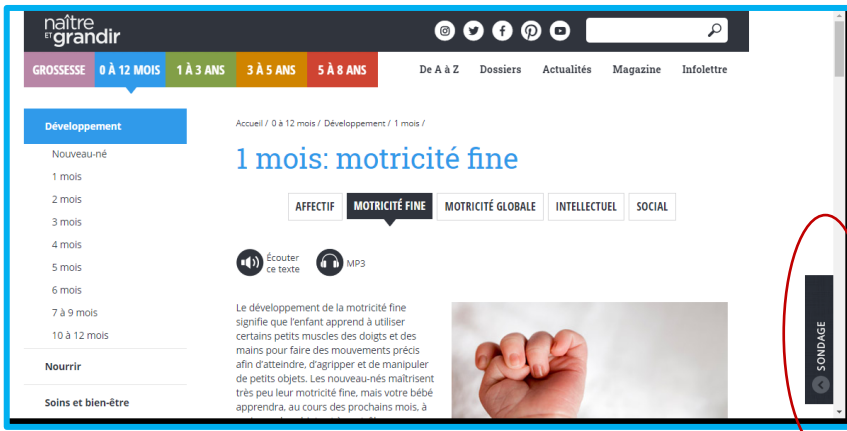 naître
ET grandir
GROSSESSE 0 À 12 MOIS 1 À 3 ANS 3 À 5 ANS 5 À 8 ANS De A à Z Dossiers Actualités Magazine Infolettre
Développement
Nouveau-né
1 mois
2 mois
3 mois
4 mois
5 mois
6 mois
7 à 9 mois
10 à 12 mois
Nourrir
Soins et bien-être
Accueil / 0 à 12 mois / Développement / 1 mois /
1 mois: motricité fine
AFFECTIF MOTRICITÉ FINE MOTRICITÉ GLOBALE INTELLECTUEL SOCIAL
Écouter
ce texte
MP3
Le développement de la motricité fine
signifie que l'enfant apprend à utiliser
certains petits muscles des doigts et des
mains pour faire des mouvements précis
afin d'atteindre, d'agripper et de manipuler
de petits objets. Les nouveau-nés maîtrisent
très peu leur motricité fine, mais votre bébé
apprendra, au cours des prochains mois, à
SONDAGE